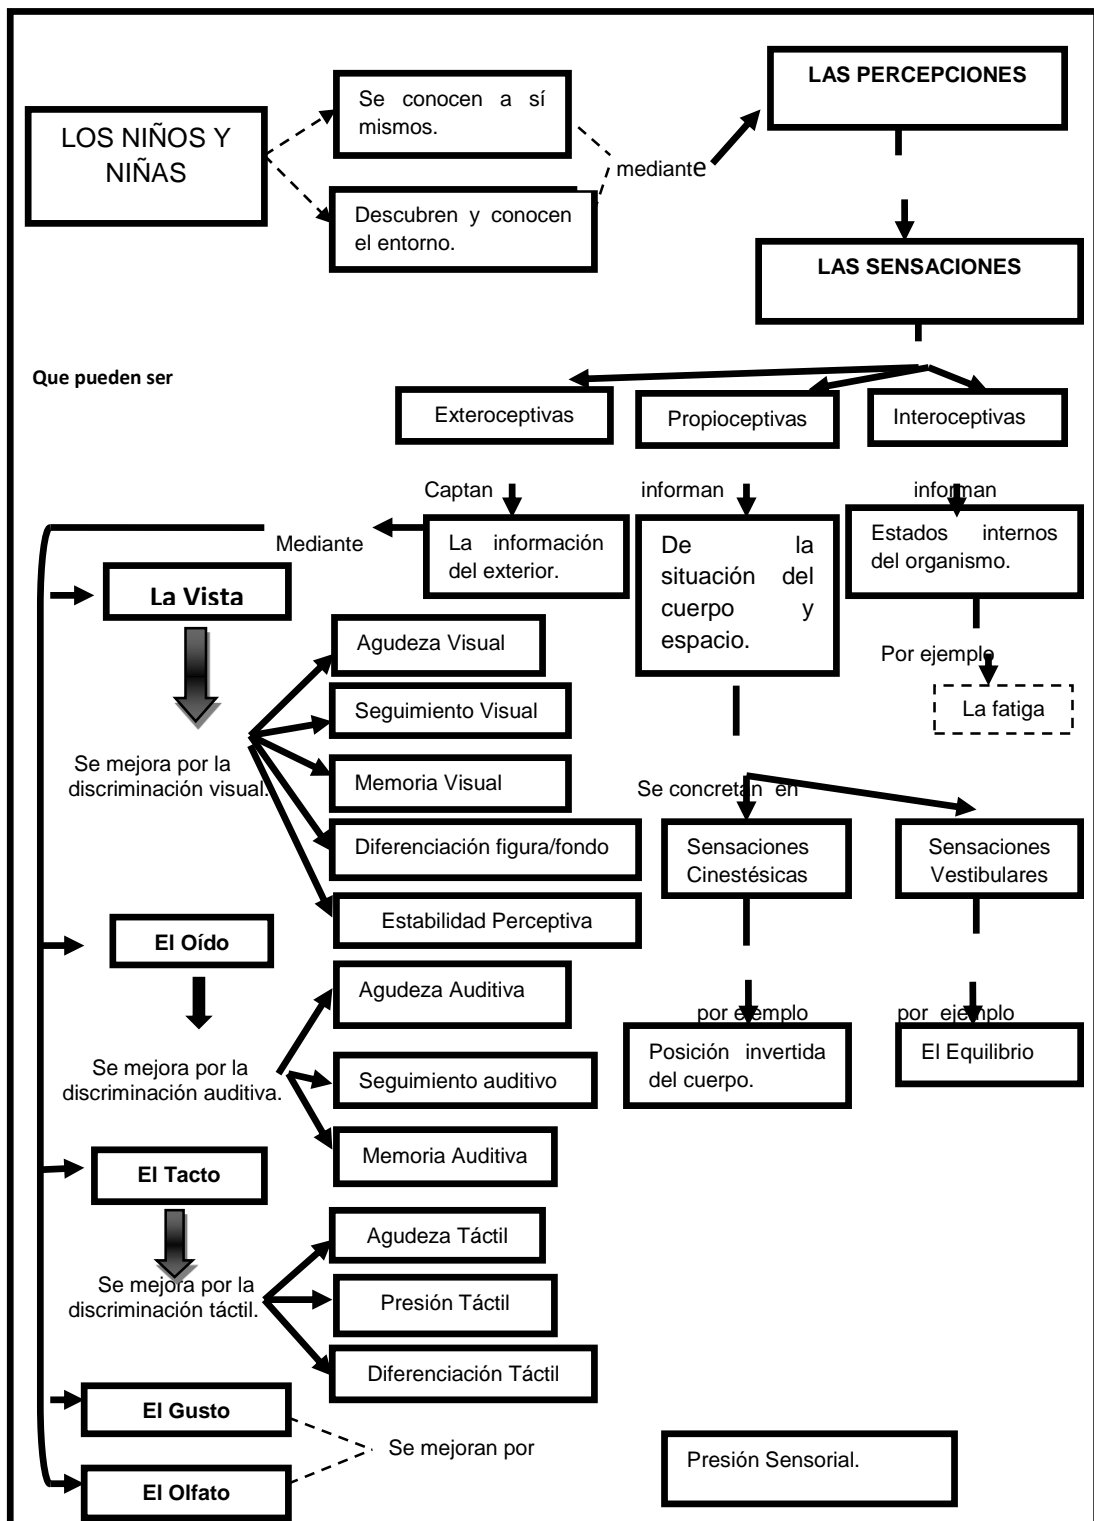 LAS PERCEPCIONES
Se conocen a sí
mismos.
LOS NIÑOS Y
NIÑAS
mediante
Descubren y conocen
el entorno.
LAS SENSACIONES
Que pueden ser
Exteroceptivas
Propioceptivas
Interoceptivas
Captan
informan
informan
Mediante
La información
del exterior.
De la
situación del
cuerpo y
espacio.
Estados internos
del organismo.
Por ejemplo
La fatiga
La Vista
Se mejora por la
discriminación visual.
Agudeza Visual
Seguimiento Visual
Memoria Visual
Diferenciación figura/fondo
Estabilidad Perceptiva
Se concretan en
Sensaciones
Cinestésicas
Sensaciones
Vestibulares
por ejemplo
por ejemplo
Posición invertida
del cuerpo.
El Equilibrio
El Oído
Se mejora por la
discriminación auditiva.
Agudeza Auditiva
Seguimiento auditivo
Memoria Auditiva
El Tacto
Se mejora por la
discriminación táctil.
Agudeza Táctil
Presión Táctil
Diferenciación Táctil
El Gusto
El Olfato
Se mejoran por
Presión Sensorial.